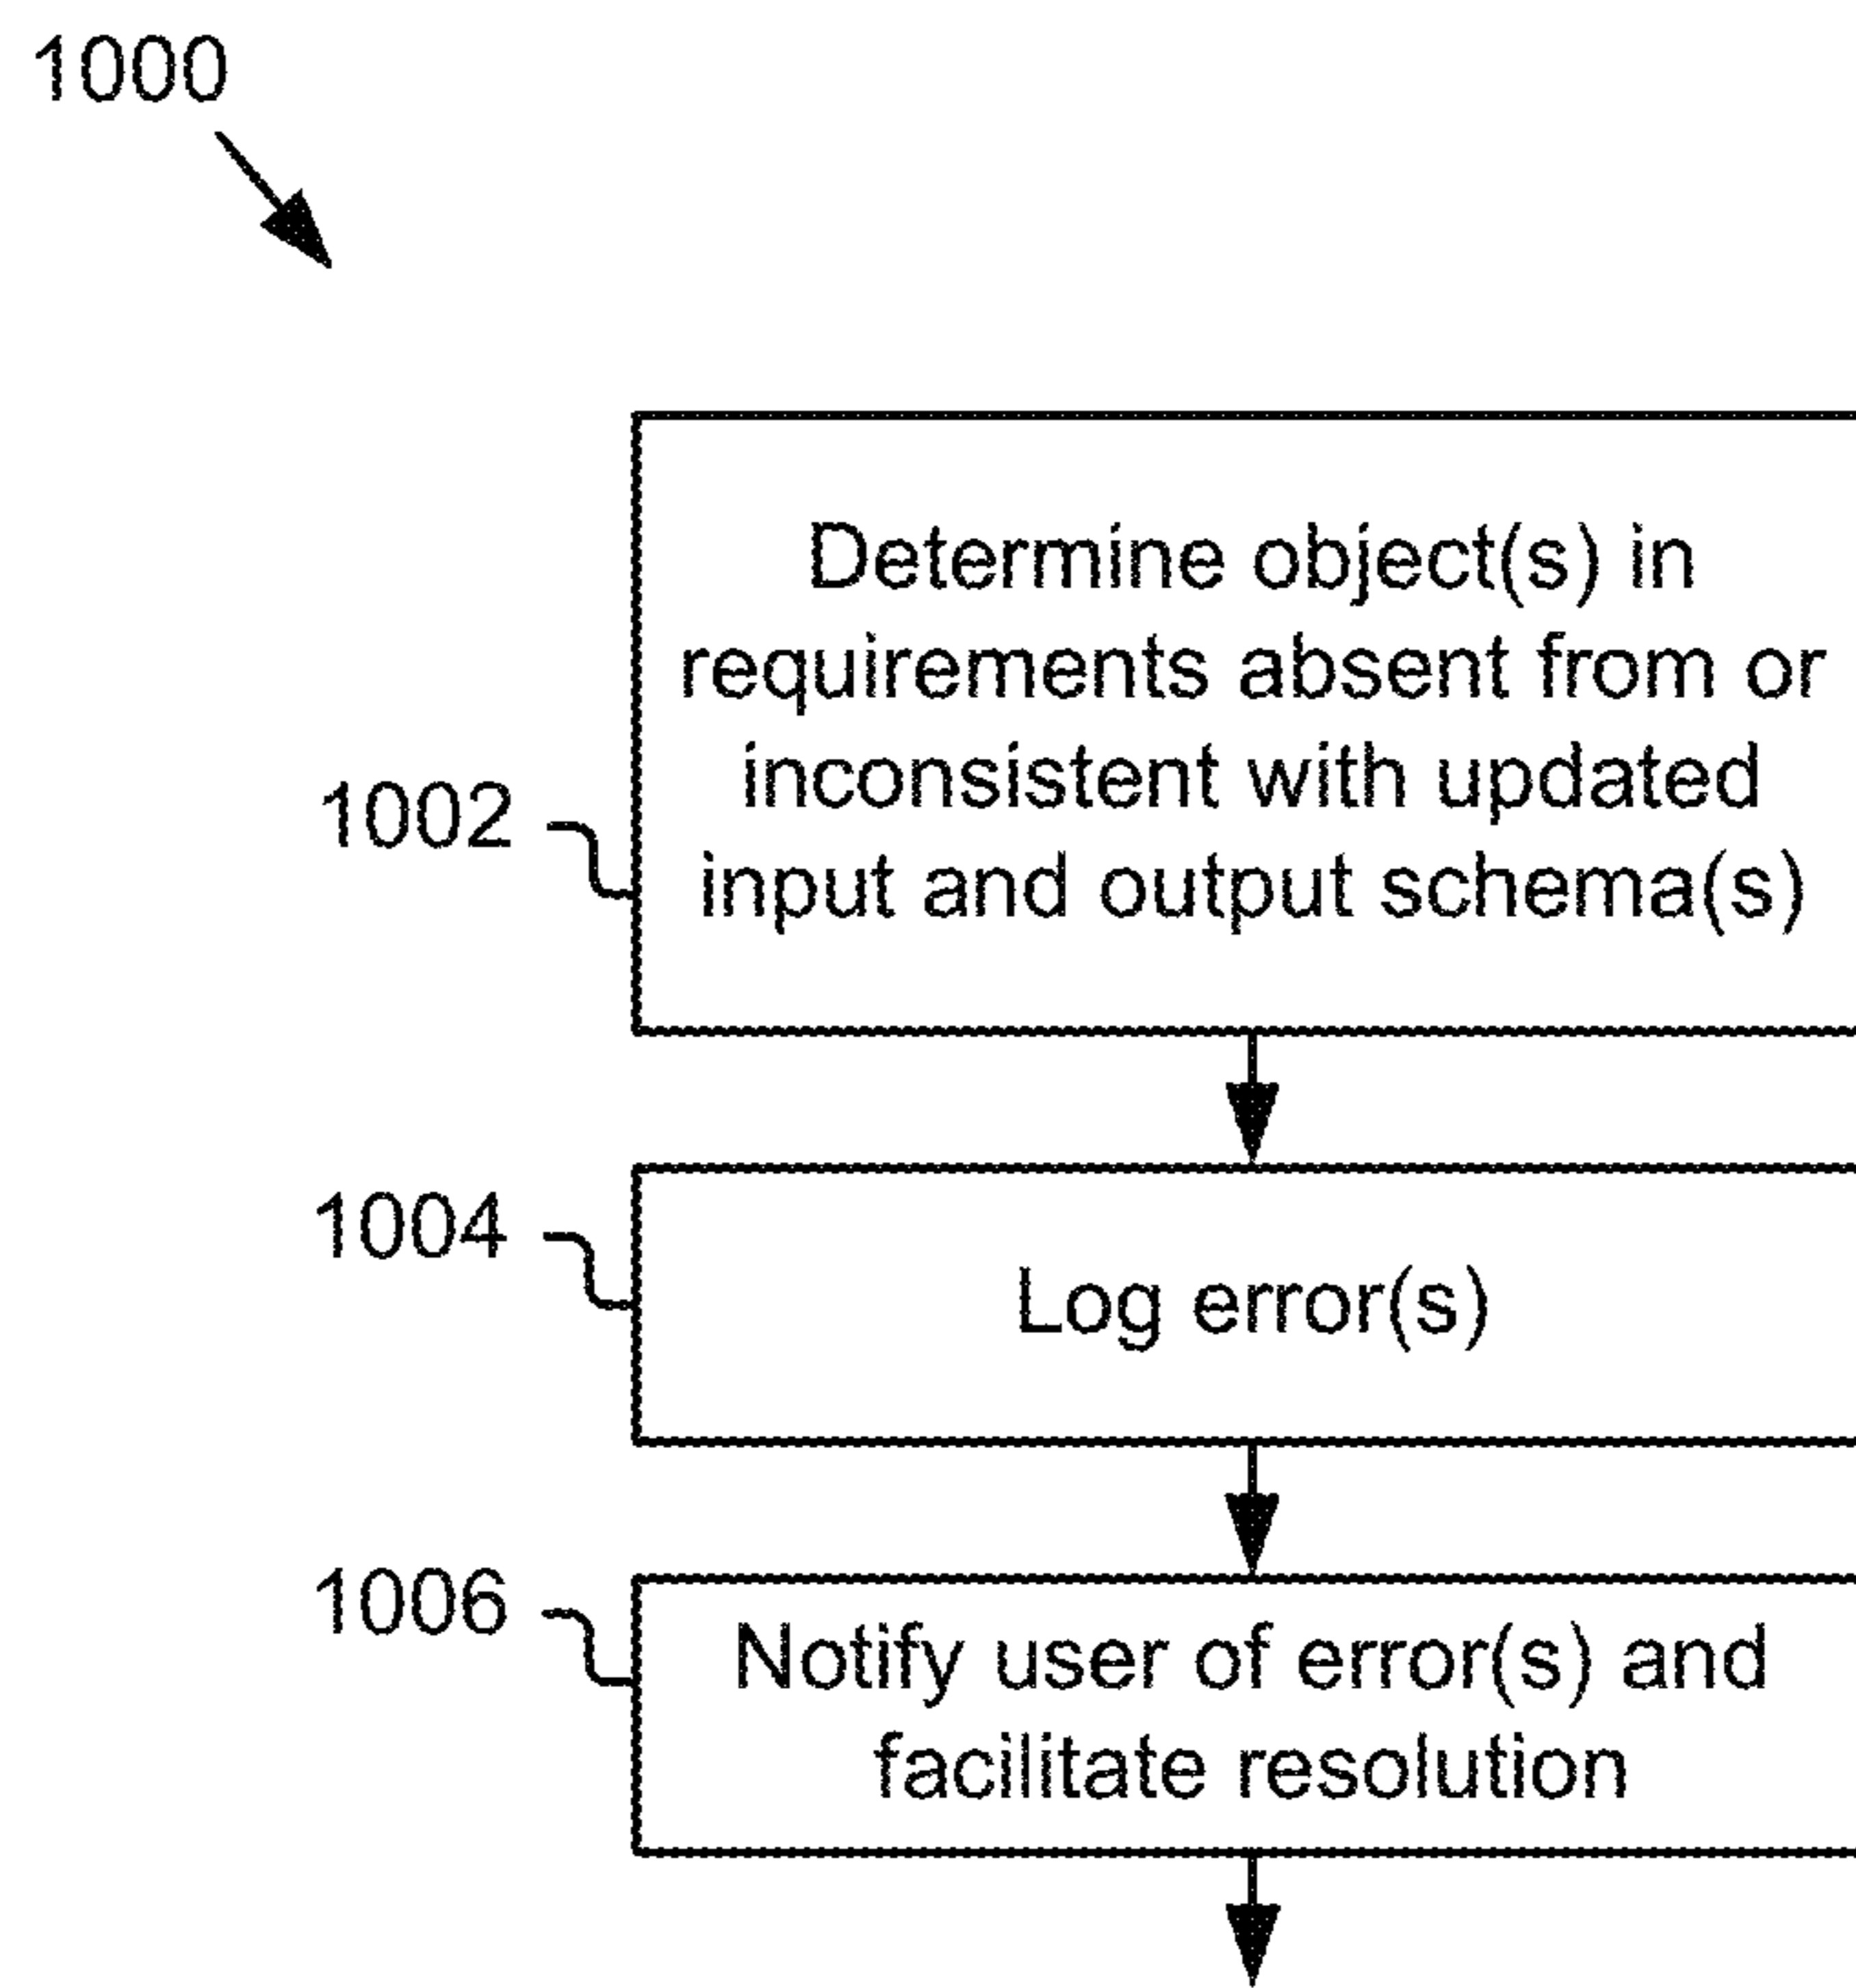 1000
Determine object(s) in
requirements absent from or
inconsistent with updated
input and output schema(s)
1002
1004
Log error(s)
1006
Notify user of error(s) and
facilitate resolution